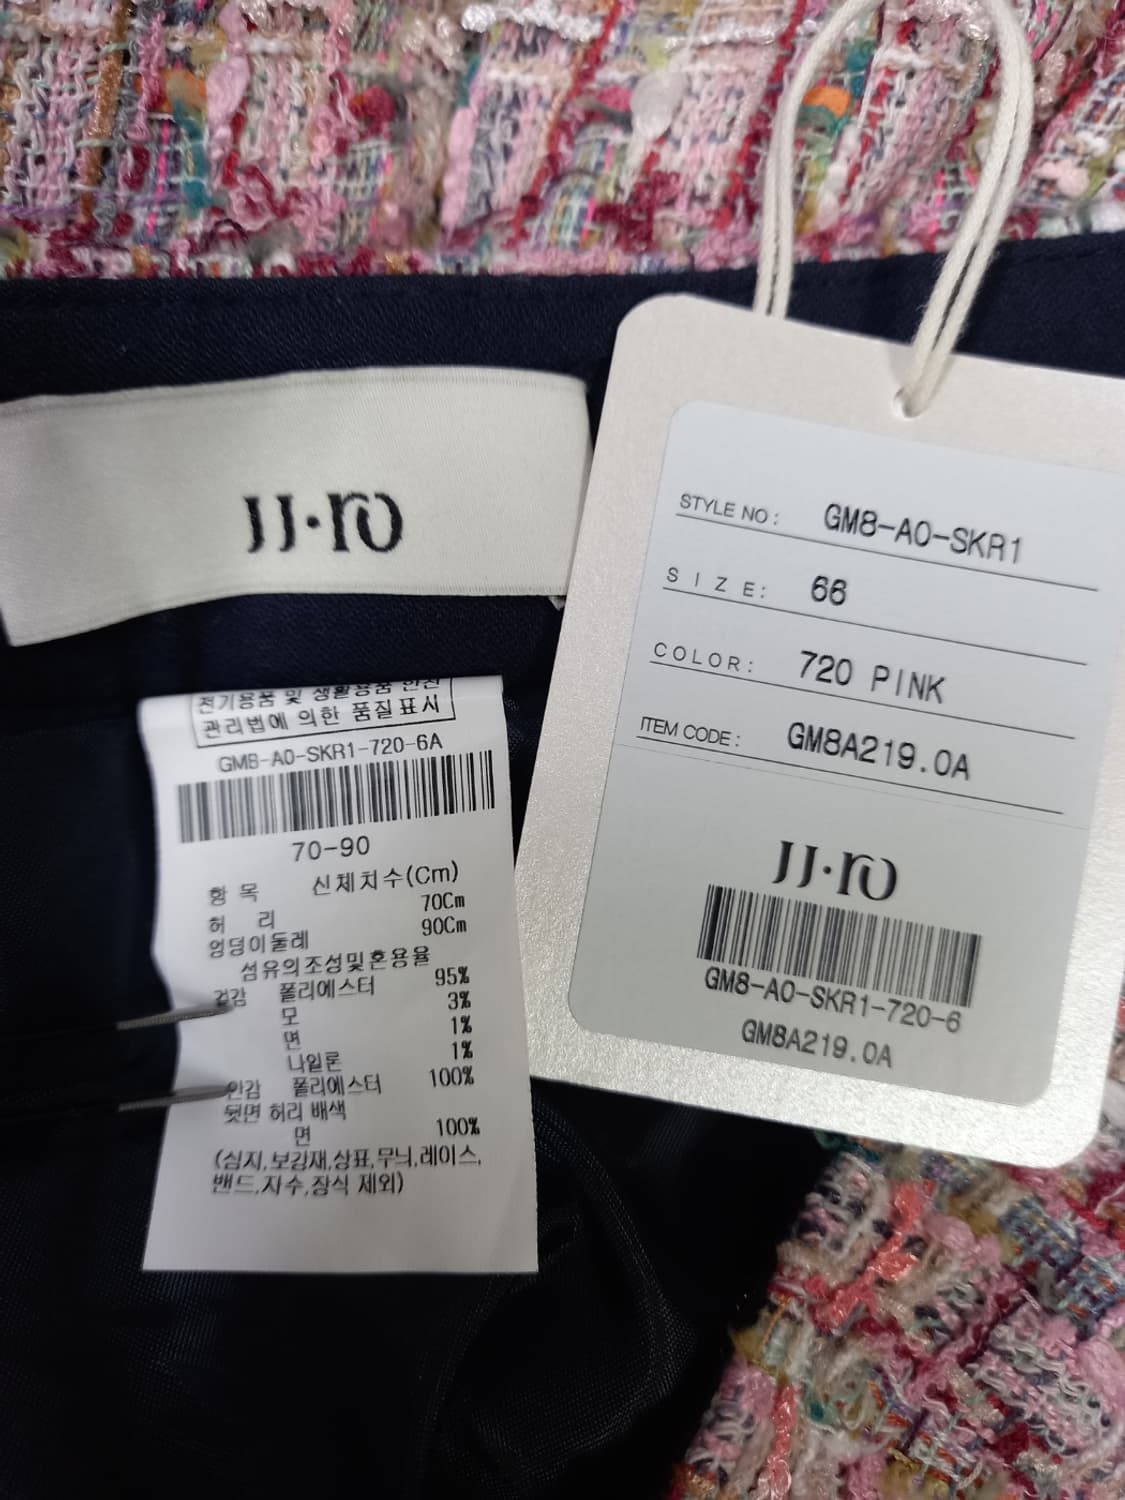 JJ·ro
전기용품 및 생활용품 안전
관리법에 의한 품질표시
GM8-A0-SKR1-720-6A
70-90
항 목 신체치수(Cm)
허 리 70Cm
엉덩이둘레 90Cm
섬유의조성및혼용율
겉감 폴리에스터 95%
모 3%
면 1%
나일론 1%
안감 폴리에스터 100%
뒷면 허리 배색
면 100%
(심지,보강재,상표,무늬,레이스,
밴드,자수,장식 제외)
STYLE NO: GM8-A0-SKR1
SIZE: 66
COLOR: 720 PINK
ITEM CODE: GM8A219.0A
JJ·ro
GM8-A0-SKR1-720-6
GM8A219.0A